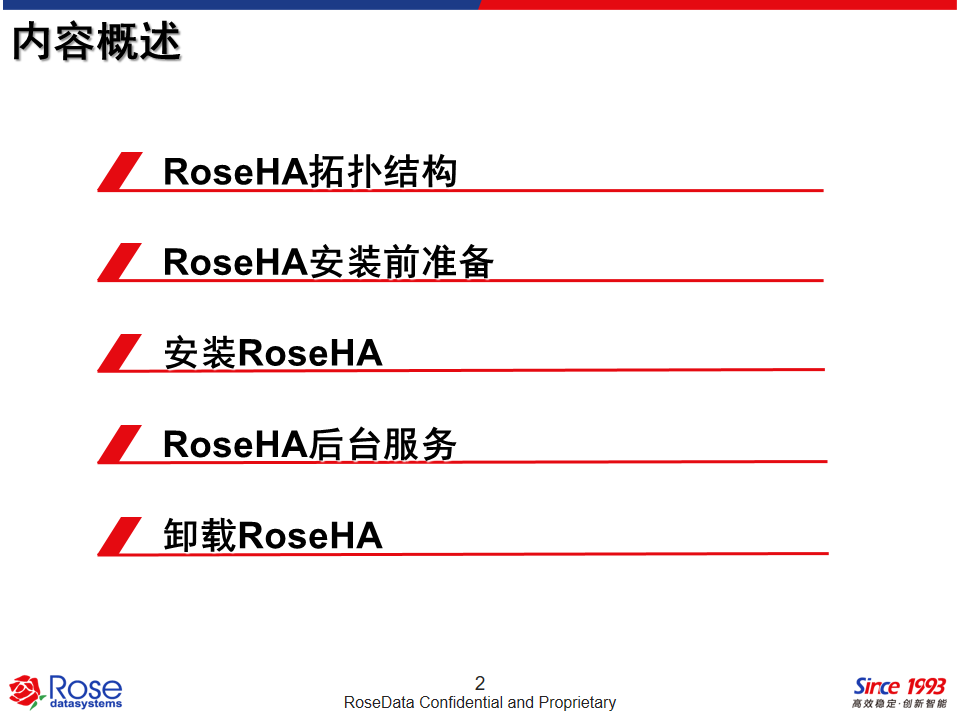 内容概述
RoseHA拓扑结构
RoseHA安装前准备
安装RoseHA
RoseHA后台服务
卸载RoseHA
Rose
datasystems
2
RoseData Confidential and Proprietary
Since 1993
高效稳定·创新智能